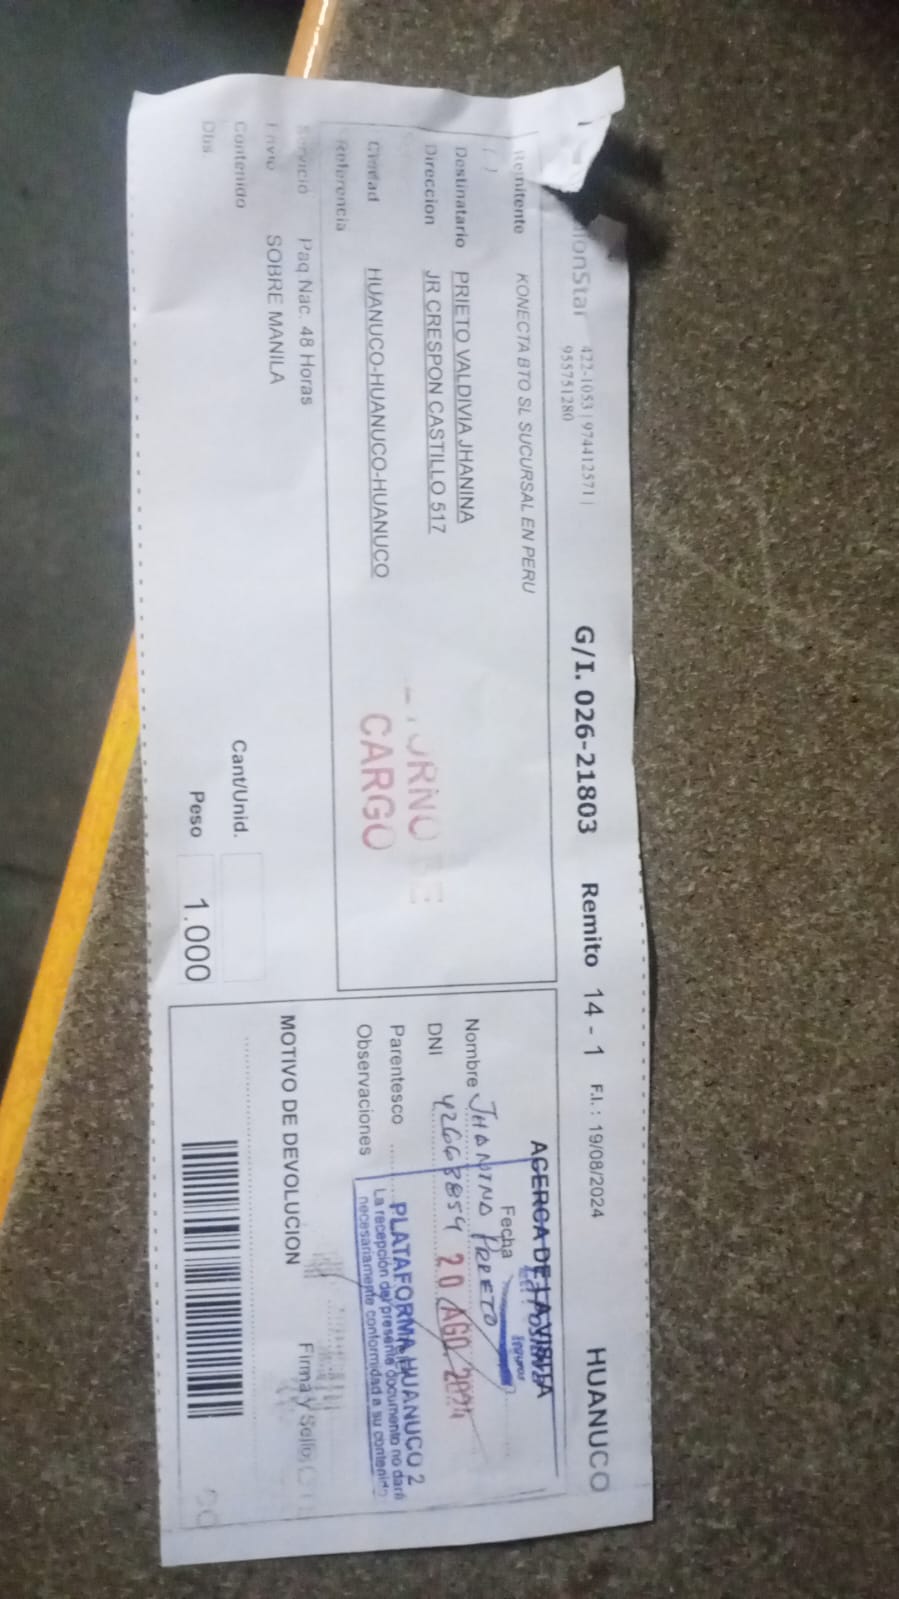 422-1053 | 974412571 |
955751280
G/I. 026-21803 Remito 14 - 1 F.I. : 19/08/2024 HUANUCO
Remitente KONECTA BTO SL SUCURSAL EN PERU
( )
Destinatario PRIETO VALDIVIA JHANINA
Direccion JR CRESPON CASTILLO 517
Ciudad HUANUCO-HUANUCO-HUANUCO
Referencia
CARGO
Servicio Paq Nac. 48 Horas
Envio SOBRE MANILA
Contenido
Obs
Cant/Unid.
Peso 1.000
ACERCA DE LA VISITA
Fecha
Nombre JHANINA PRIETO
DNI 42668854
20 AGO 2024
Parentesco
Observaciones
PLATAFORMA HUANUCO 2
La recepción del presente documento no dará
necesariamente conformidad a su contenido
MOTIVO DE DEVOLUCION
Firma y Sello